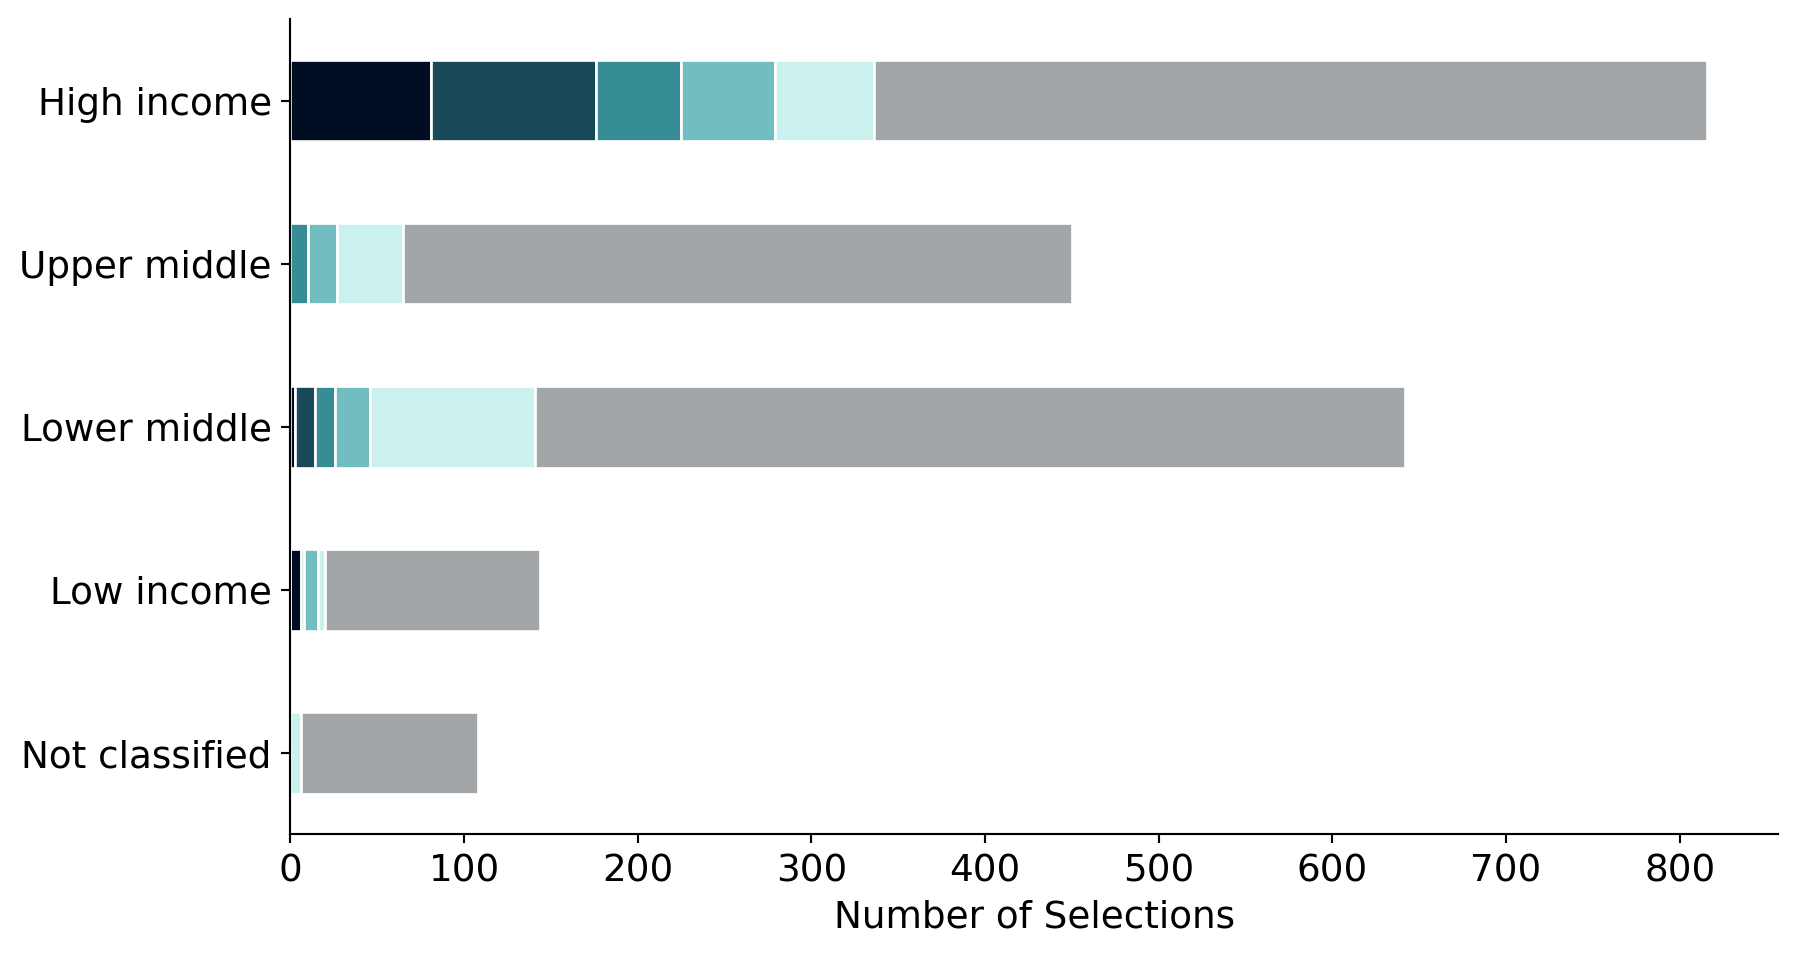 High income
Upper middle
Lower middle
Low income
Not classified
0 100 200 300 400 500 600 700 800
Number of Selections